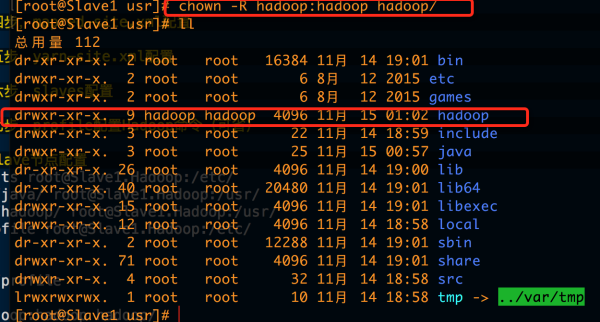 [root@Slave1 usr]# chown -R hadoop:hadoop hadoop/
[root@Slave1 usr]# ll
总用量 112
dr-xr-xr-x. 2 root root 16384 11月 14 19:01 bin
drwxr-xr-x. 2 root root 6 8月 12 2015 etc
drwxr-xr-x. 2 root root 6 8月 12 2015 games
drwxr-xr-x. 9 hadoop hadoop 4096 11月 15 01:02 hadoop
drwxr-xr-x. 3 root root 22 11月 14 18:59 include
drwxr-xr-x. 3 root root 25 11月 15 00:57 java
dr-xr-xr-x. 26 root root 4096 11月 14 19:00 lib
dr-xr-xr-x. 40 root root 20480 11月 14 19:01 lib64
drwxr-xr-x. 15 root root 4096 11月 14 19:01 libexec
drwxr-xr-x. 12 root root 4096 11月 14 18:58 local
dr-xr-xr-x. 2 root root 12288 11月 14 19:01 sbin
drwxr-xr-x. 71 root root 4096 11月 14 19:01 share
drwxr-xr-x. 4 root root 32 11月 14 18:58 src
lrwxrwxrwx. 1 root root 10 11月 14 18:58 tmp -> ../var/tmp
[root@Slave1 usr]#